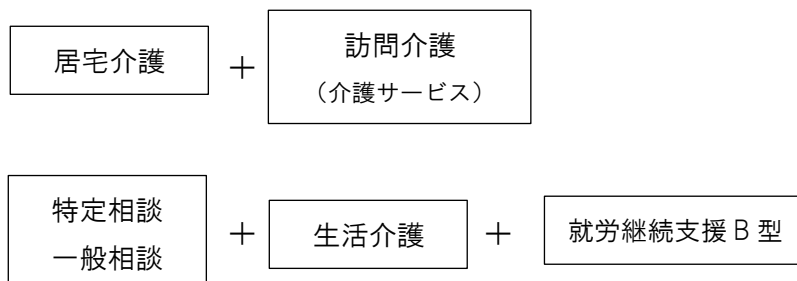 居宅介護
＋
訪問介護
（介護サービス）
特定相談
一般相談
＋
生活介護
＋
就労継続支援Ｂ型